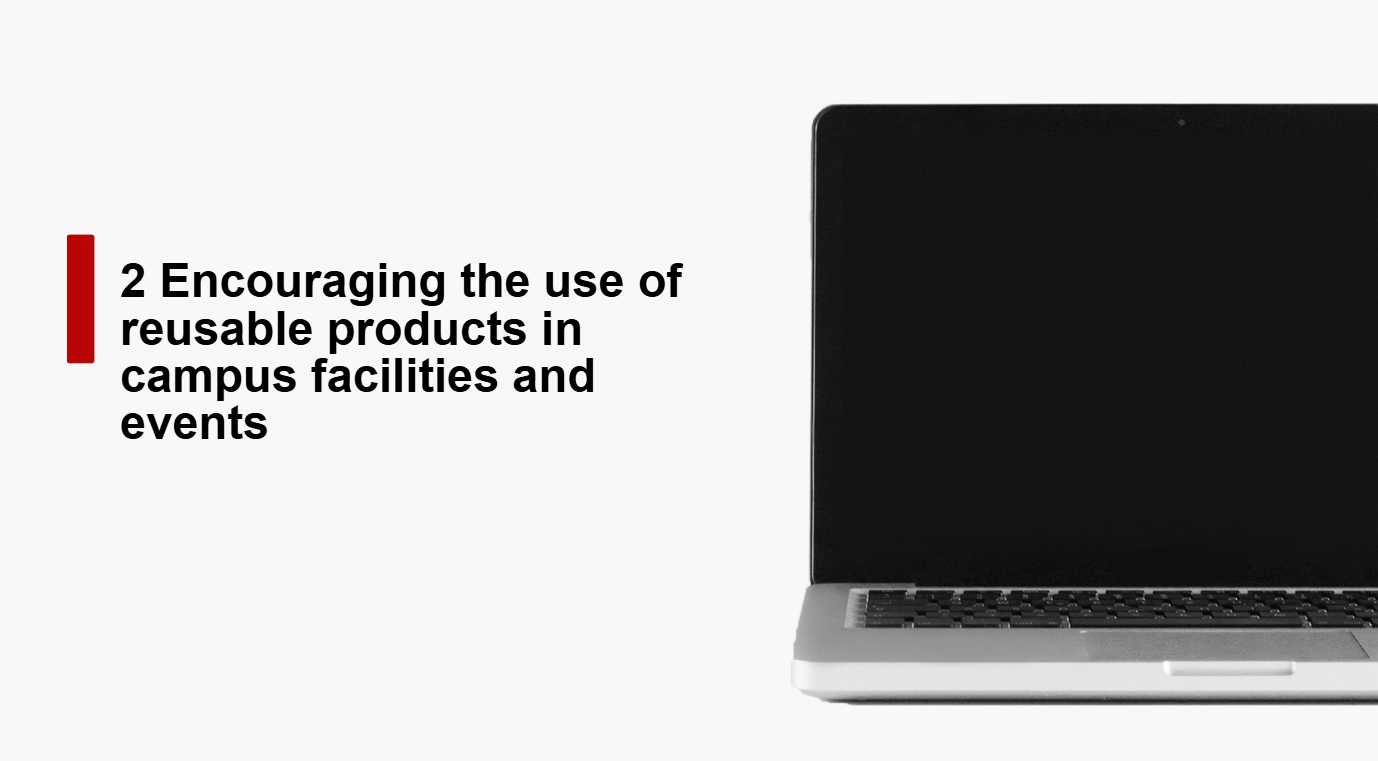 2 Encouraging the use of
reusable products in
campus facilities and
events